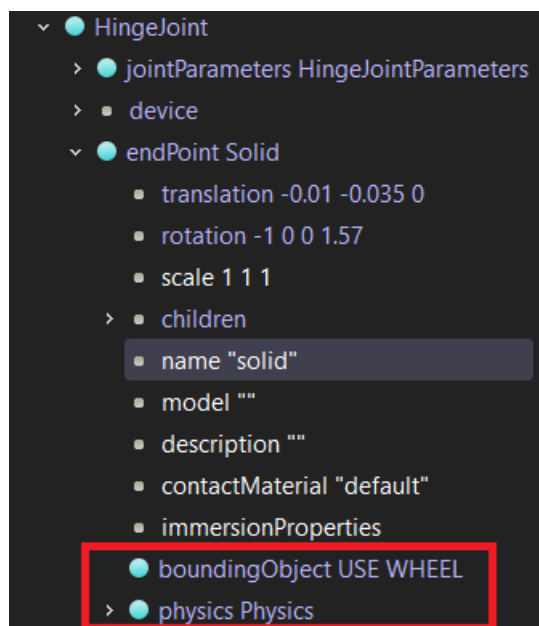 HingeJoint
jointParameters HingeJointParameters
device
endPoint Solid
translation -0.01 -0.035 0
rotation -1 0 0 1.57
scale 1 1 1
children
name "solid"
model ""
description ""
contactMaterial "default"
immersionProperties
boundingObject USE WHEEL
physics Physics